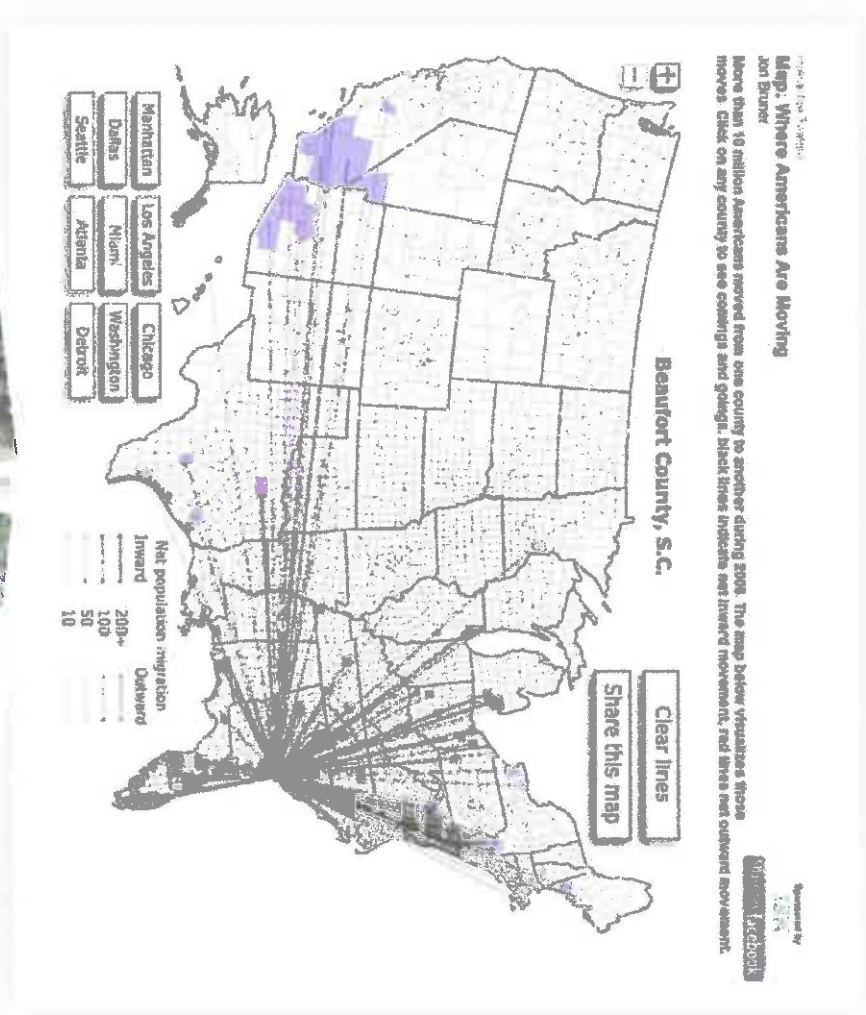 Map: Where Americans Are Moving
Jon Bruner
More than 10 million Americans moved from one county to another during 2008. The map below visualizes those
moves. Click on any county to see comings and goings. black lines indicate net inward movement, red lines net outward movement.
Sponsored by
facebook
Beaufort County, S.C.
+
−
Clear lines
Share this map
Manhattan
Los Angeles
Chicago
Dallas
Miami
Washington
Seattle
Atlanta
Detroit
Net population migration
Inward
Outward
200+
100
50
10